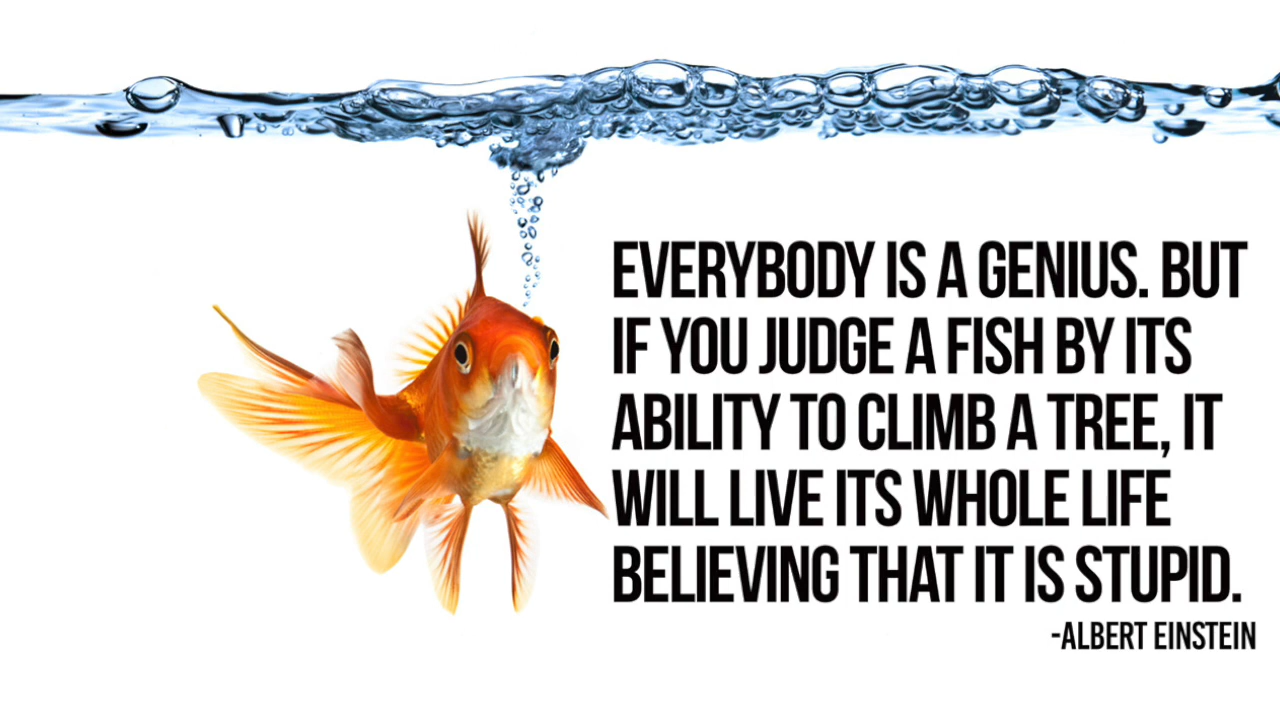 EVERYBODY IS A GENIUS. BUT
IF YOU JUDGE A FISH BY ITS
ABILITY TO CLIMB A TREE, IT
WILL LIVE ITS WHOLE LIFE
BELIEVING THAT IT IS STUPID.
-ALBERT EINSTEIN